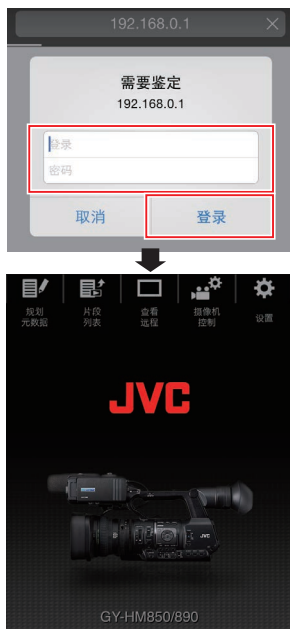 192.168.0.1
需要鉴定
192.168.0.1
登录
密码
取消
登录
规划
元数据
片段
列表
查看
远程
摄像机
控制
设置
JVC
JVC
GY-HM850/890